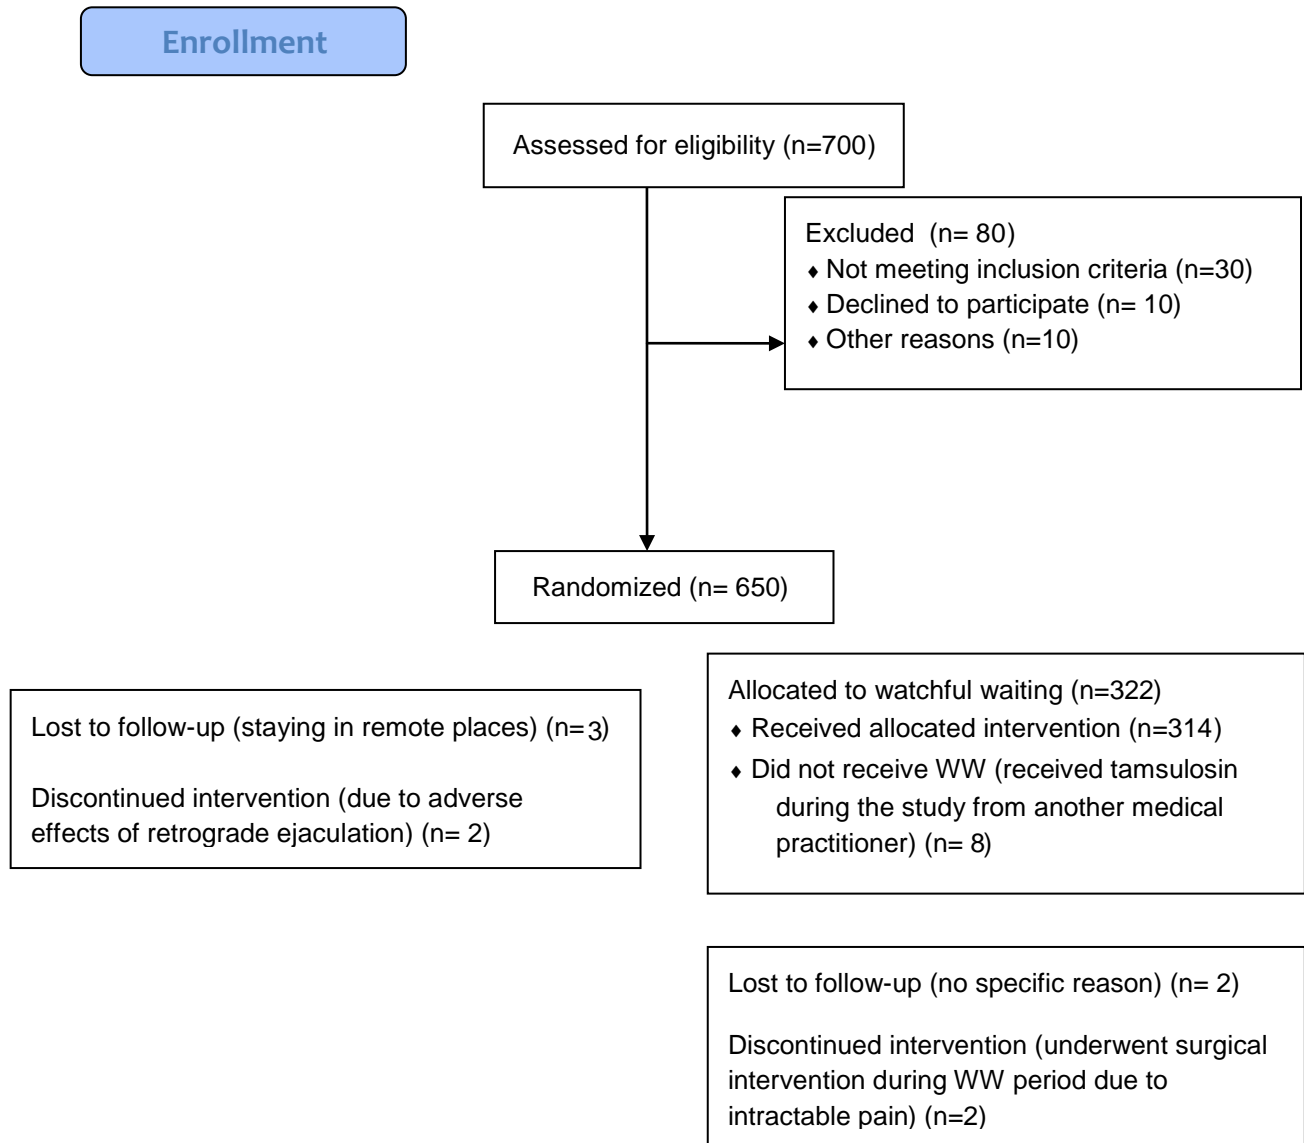 Enrollment
Assessed for eligibility (n=700)
Excluded (n= 80)
♦ Not meeting inclusion criteria (n=30)
♦ Declined to participate (n= 10)
♦ Other reasons (n=10)
Randomized (n= 650)
Lost to follow-up (staying in remote places) (n=3)
Discontinued intervention (due to adverse
effects of retrograde ejaculation) (n= 2)
Allocated to watchful waiting (n=322)
♦ Received allocated intervention (n=314)
♦ Did not receive WW (received tamsulosin
during the study from another medical
practitioner) (n= 8)
Lost to follow-up (no specific reason) (n= 2)
Discontinued intervention (underwent surgical
intervention during WW period due to
intractable pain) (n=2)